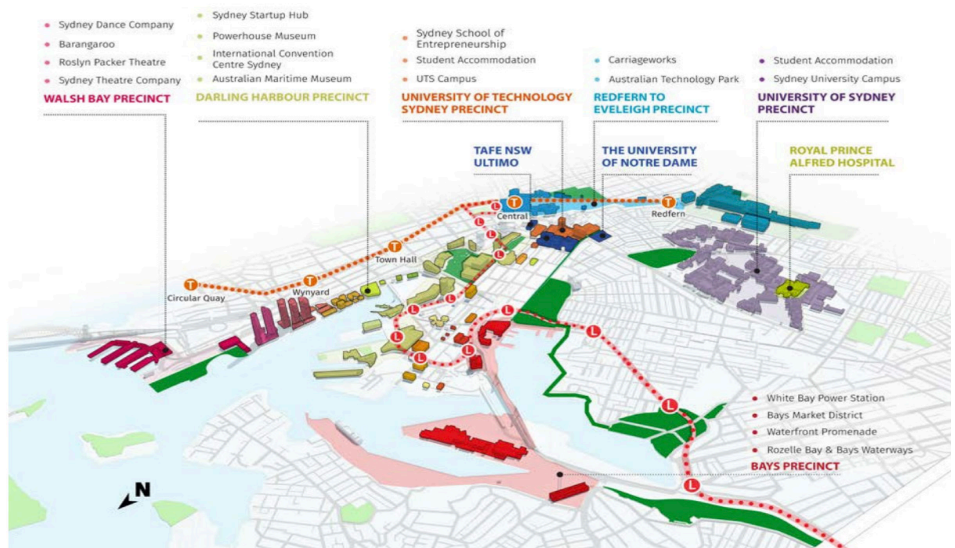 Sydney Dance Company
Barangaroo
Roslyn Packer Theatre
Sydney Theatre Company
WALSH BAY PRECINCT
Sydney Startup Hub
Powerhouse Museum
International Convention
Centre Sydney
Australian Maritime Museum
DARLING HARBOUR PRECINCT
Sydney School of
Entrepreneurship
Student Accommodation
UTS Campus
UNIVERSITY OF TECHNOLOGY
SYDNEY PRECINCT
Carriageworks
Australian Technology Park
REDFERN TO
EVELEIGH PRECINCT
Student Accommodation
Sydney University Campus
UNIVERSITY OF SYDNEY
PRECINCT
TAFE NSW
ULTIMO
THE UNIVERSITY
OF NOTRE DAME
ROYAL PRINCE
ALFRED HOSPITAL
L
T
Central
T
Redfern
L
L
T
Town Hall
L
T
Circular Quay
T
Wynyard
L
L
L
L
L
L
L
L
L
White Bay Power Station
Bays Market District
Waterfront Promenade
Rozelle Bay & Bays Waterways
BAYS PRECINCT
N